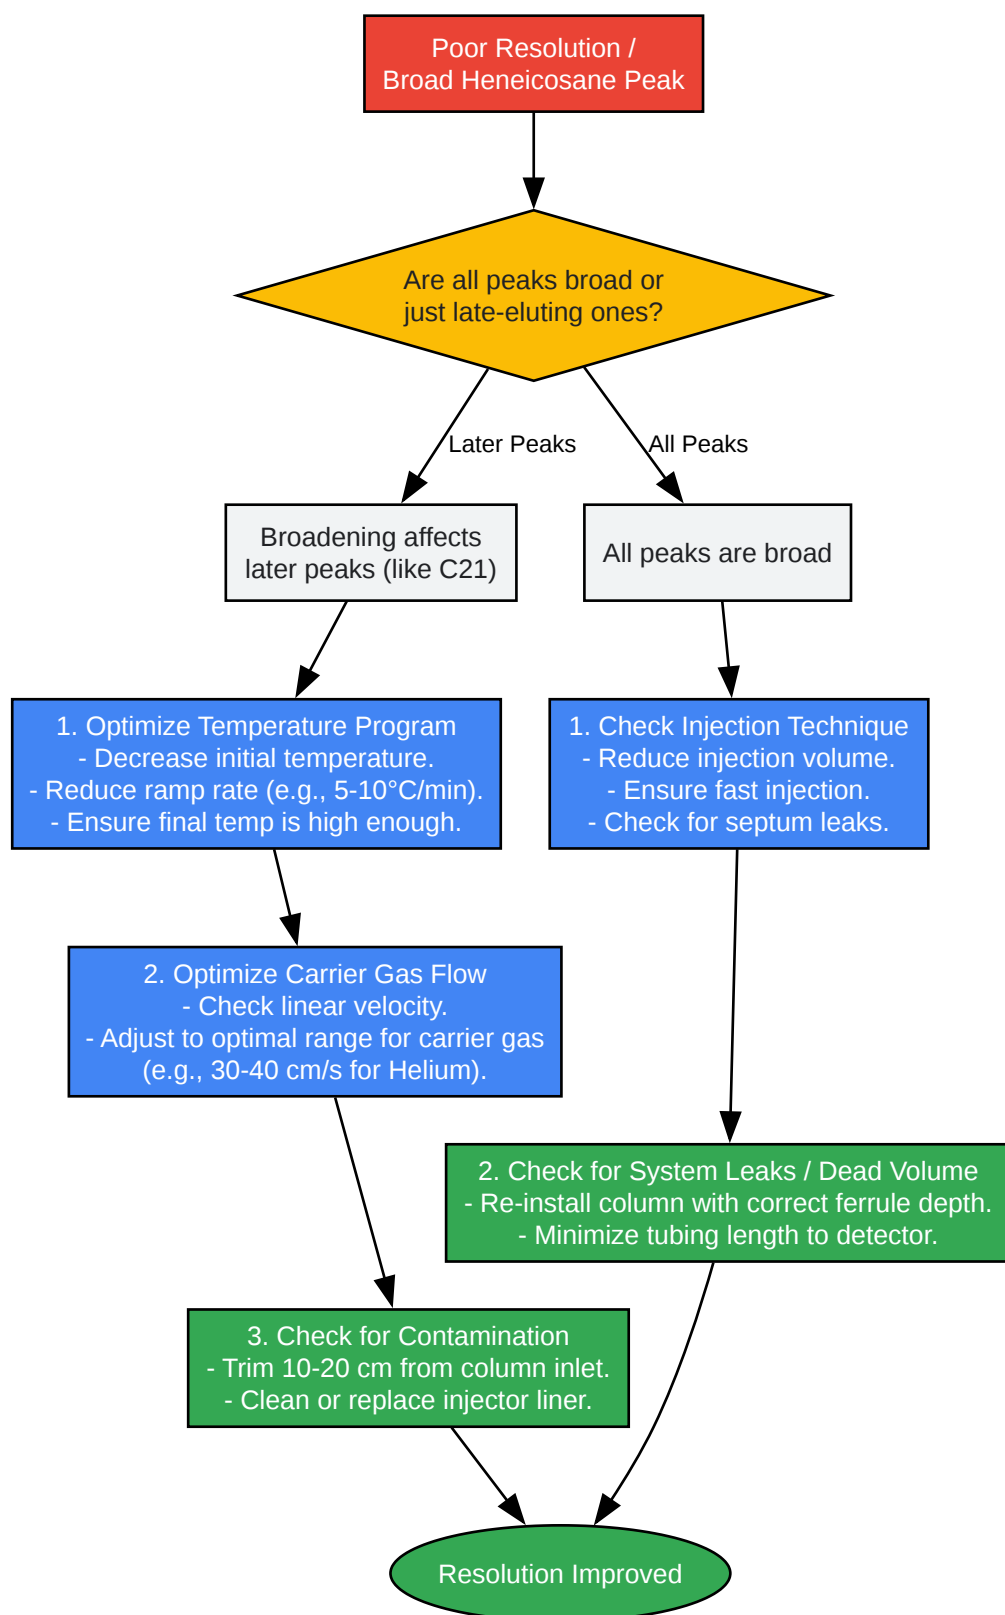 Poor Resolution /
Broad Heneicosane Peak
Are all peaks broad or
just late-eluting ones?
Later Peaks
All Peaks
Broadening affects
later peaks (like C21)
All peaks are broad
1. Optimize Temperature Program
- Decrease initial temperature.
- Reduce ramp rate (e.g., 5-10°C/min).
- Ensure final temp is high enough.
1. Check Injection Technique
- Reduce injection volume.
- Ensure fast injection.
- Check for septum leaks.
2. Optimize Carrier Gas Flow
- Check linear velocity.
- Adjust to optimal range for carrier gas
(e.g., 30-40 cm/s for Helium).
2. Check for System Leaks / Dead Volume
- Re-install column with correct ferrule depth.
- Minimize tubing length to detector.
3. Check for Contamination
- Trim 10-20 cm from column inlet.
- Clean or replace injector liner.
Resolution Improved